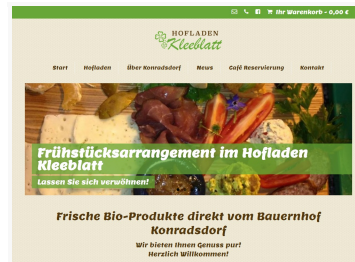 Ihr Warenkorb - 0,00 €
HOFLADEN
Kleeblatt
Start Hofladen Über Konradsdorf News Café Reservierung Kontakt
Frühstücksarrangement im Hofladen
Kleeblatt
Lassen Sie sich verwöhnen!
Frische Bio-Produkte direkt vom Bauernhof
Konradsdorf
Wir bieten Ihnen Genuss pur!
Herzlich Willkommen!